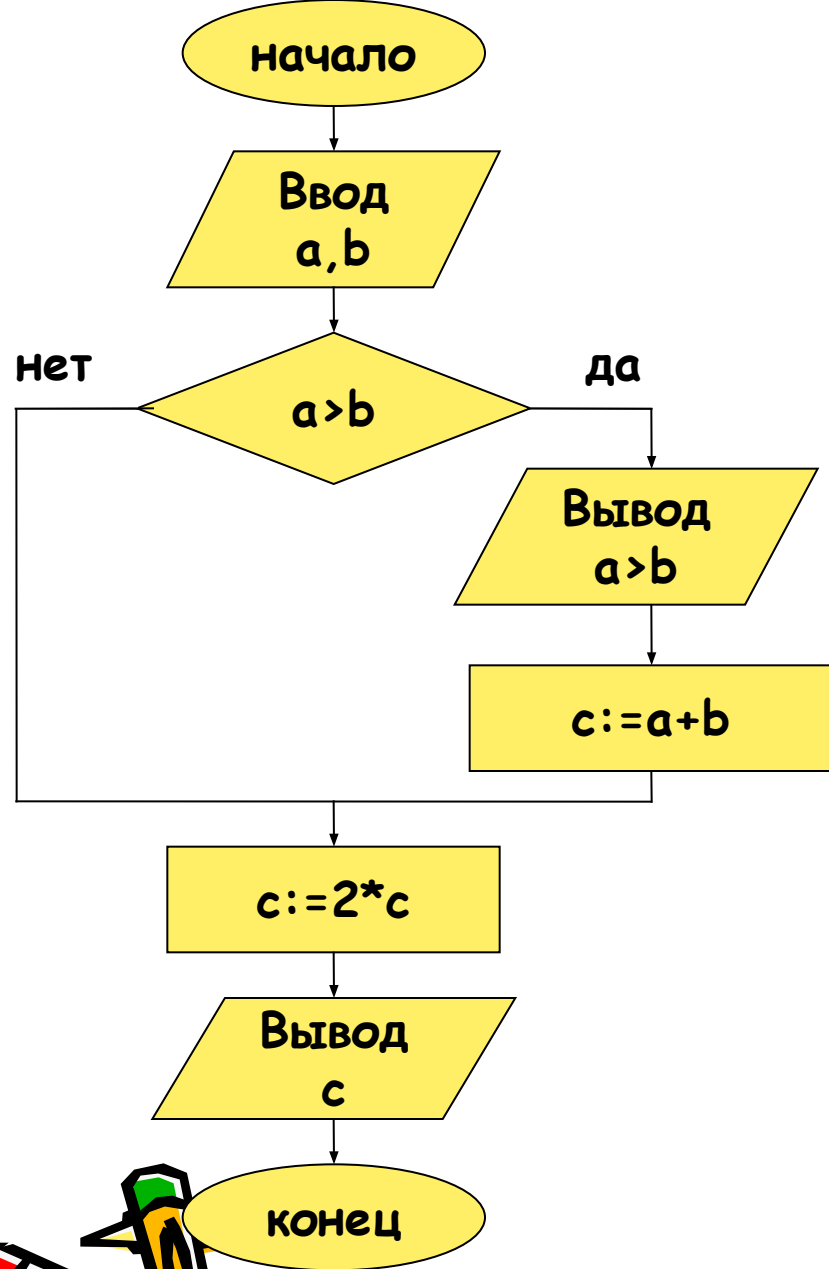 начало
Ввод
a,b
нет
да
a>b
Вывод
a>b
c:=a+b
c:=2*c
Вывод
c
конец